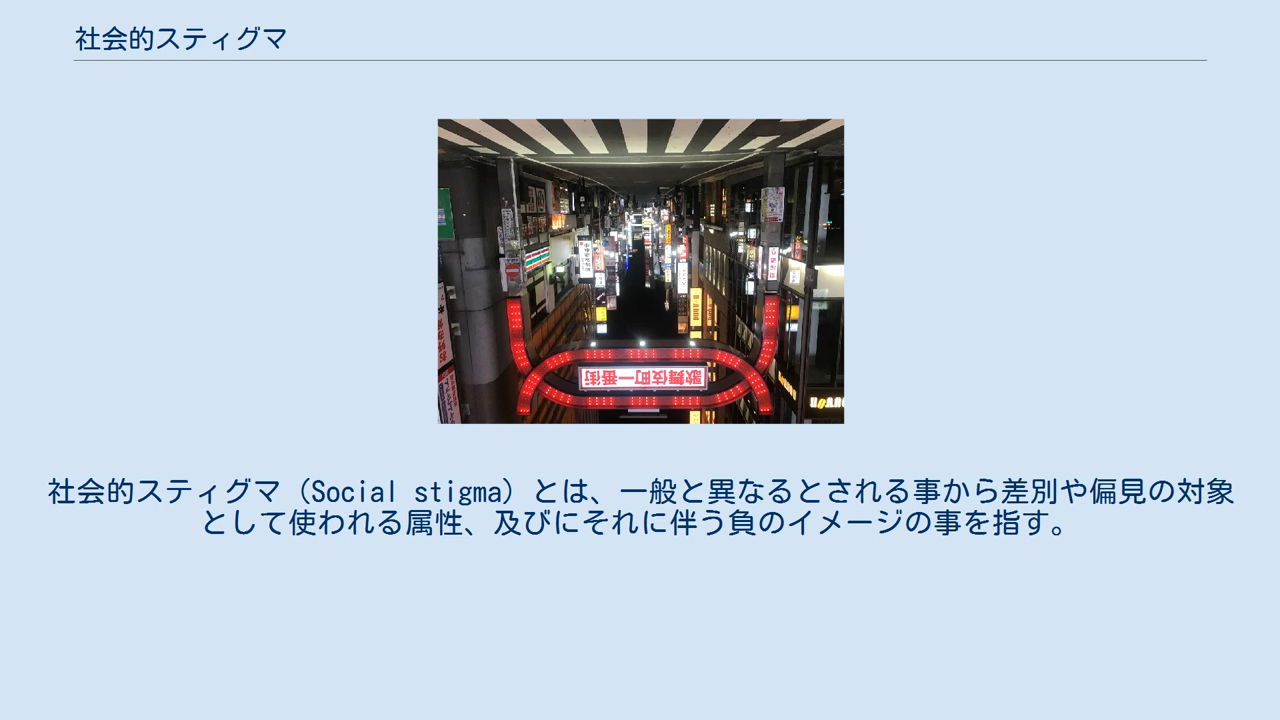 社会的スティグマ
歌舞伎町一番街
社会的スティグマ（Social stigma）とは、一般と異なるとされる事から差別や偏見の対象
として使われる属性、及びにそれに伴う負のイメージの事を指す。